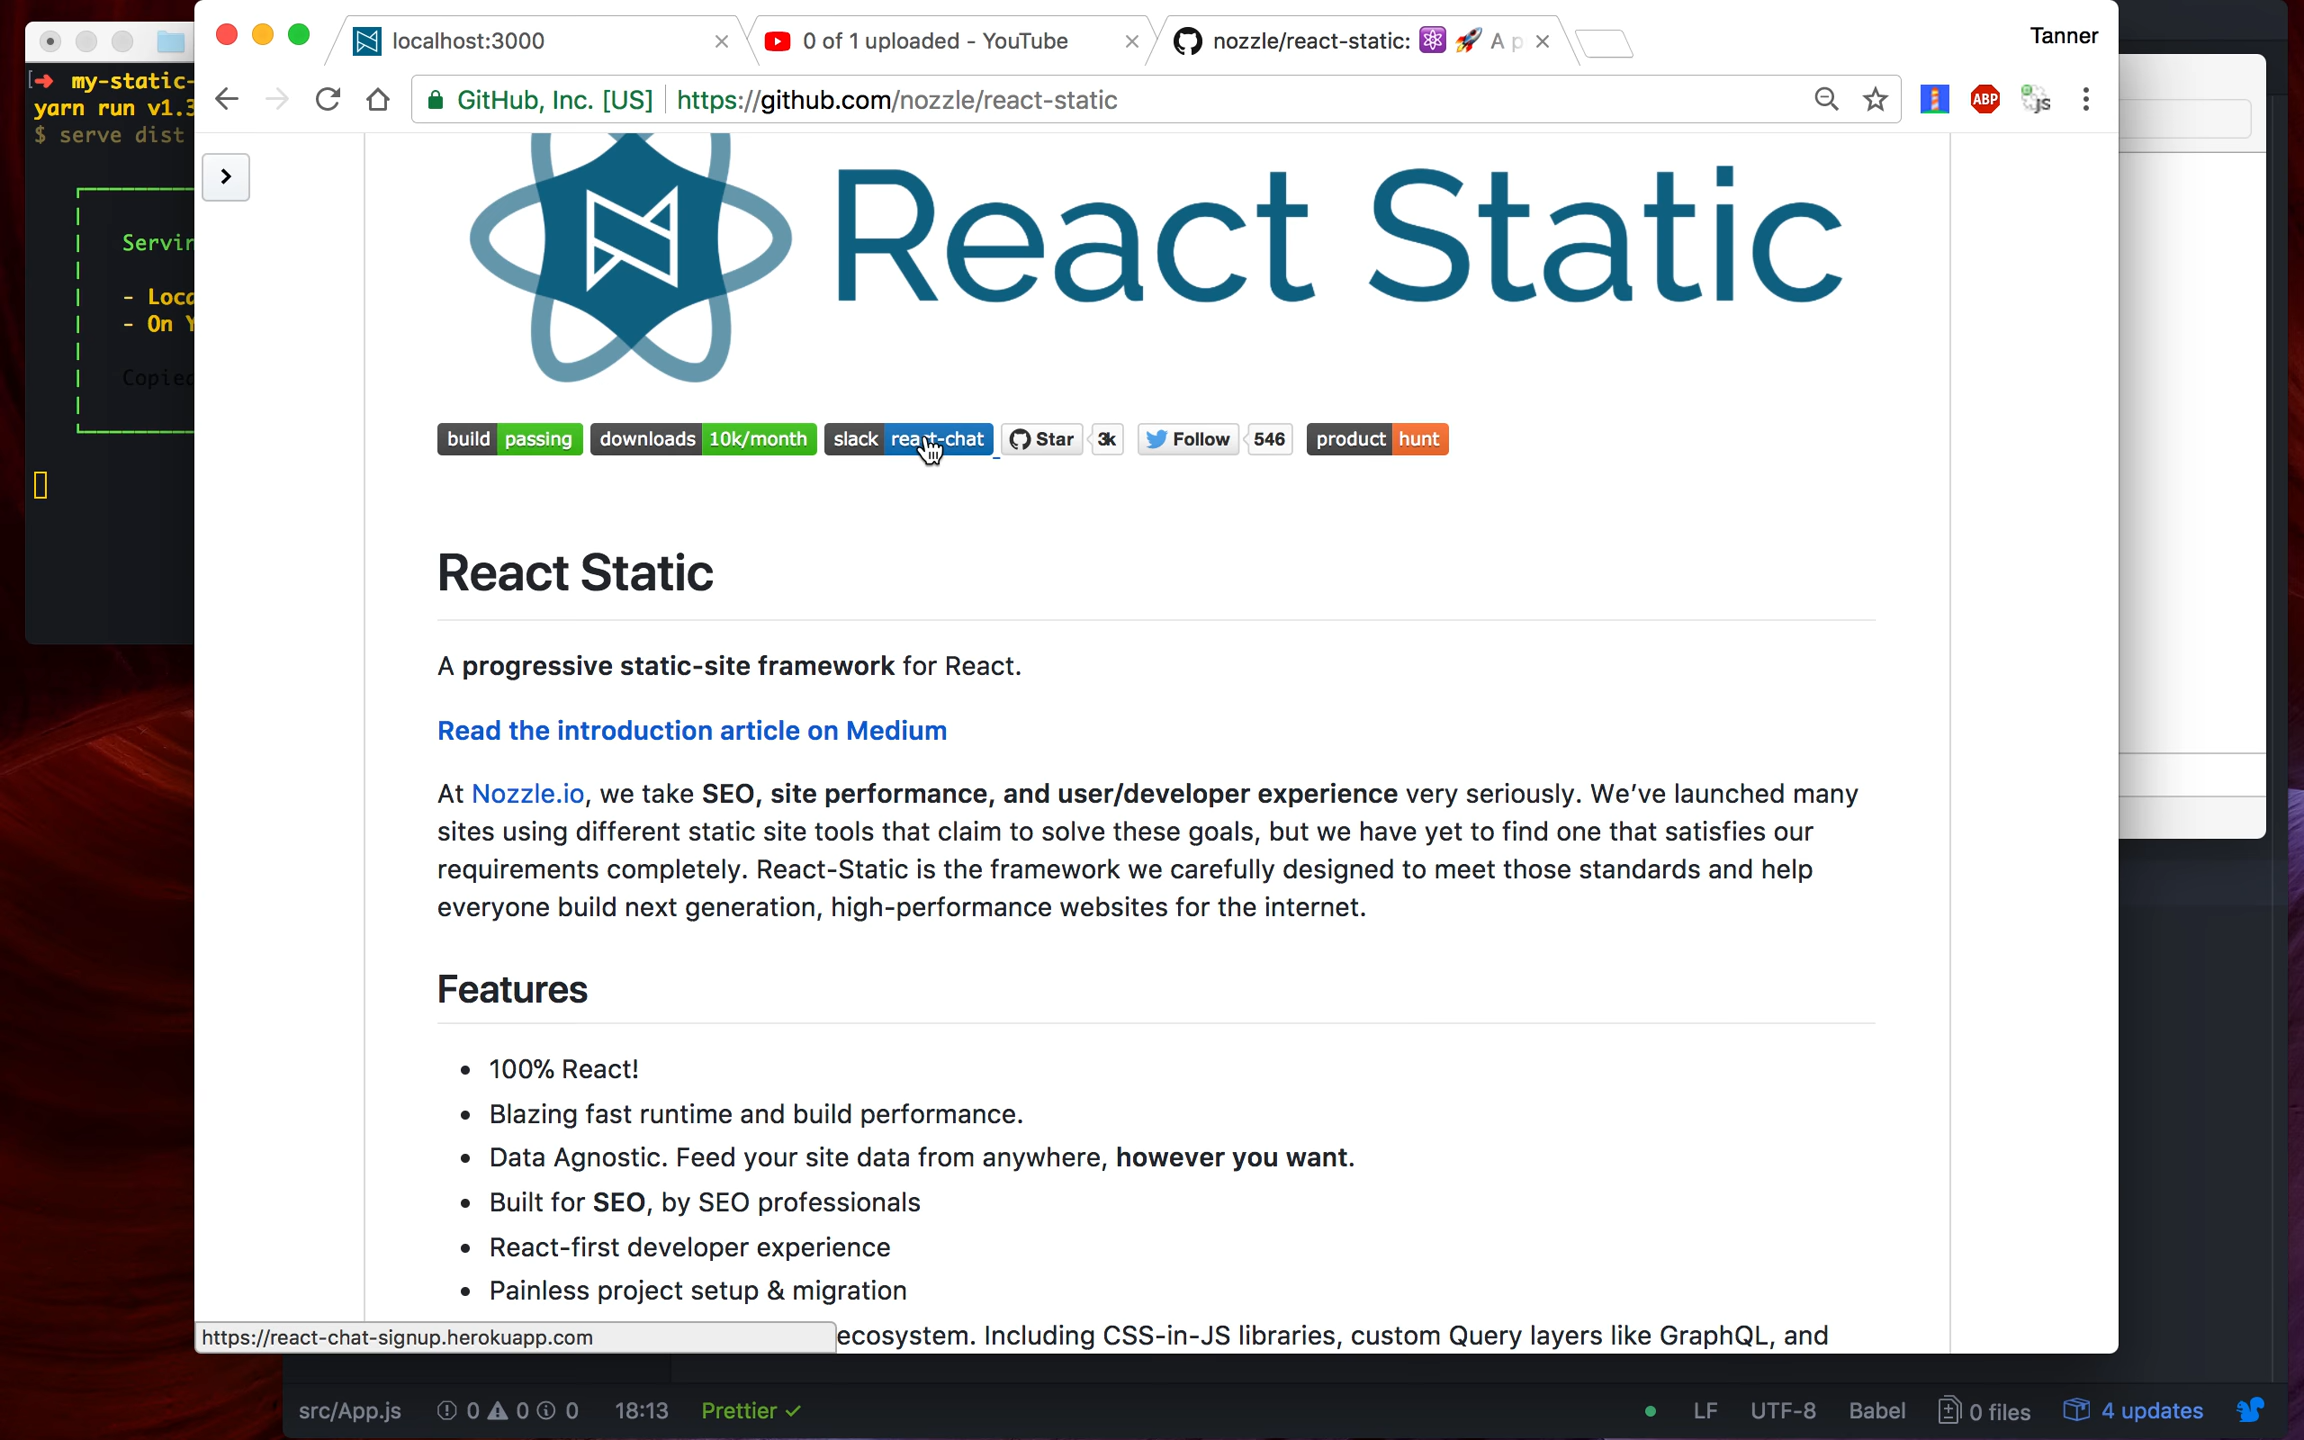 localhost:3000
0 of 1 uploaded - YouTube
nozzle/react-static: ⚛️ 🚀 A p
Tanner
GitHub, Inc. [US]
https://github.com/nozzle/react-static
ABP
js
my-static-
yarn run v1.3
$ serve dist
Servin
- Loca
- On Y
Copied
React Static
build passing
downloads 10k/month
slack react-chat
Star 3k
Follow 546
product hunt
React Static
A progressive static-site framework for React.
Read the introduction article on Medium
At Nozzle.io, we take SEO, site performance, and user/developer experience very seriously. We’ve launched many
sites using different static site tools that claim to solve these goals, but we have yet to find one that satisfies our
requirements completely. React-Static is the framework we carefully designed to meet those standards and help
everyone build next generation, high-performance websites for the internet.
Features
• 100% React!
• Blazing fast runtime and build performance.
• Data Agnostic. Feed your site data from anywhere, however you want.
• Built for SEO, by SEO professionals
• React-first developer experience
• Painless project setup & migration
ecosystem. Including CSS-in-JS libraries, custom Query layers like GraphQL, and
https://react-chat-signup.herokuapp.com
src/App.js 0 0 0 18:13 Prettier ✓
LF UTF-8 Babel 0 files 4 updates